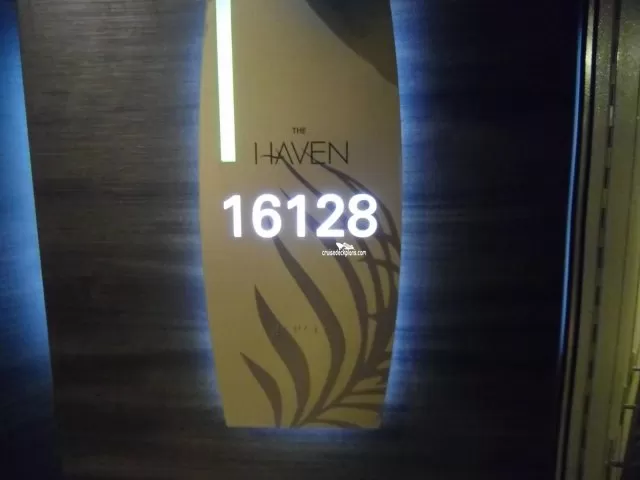 THE
HAVEN
16128
cruisedeckplans.com